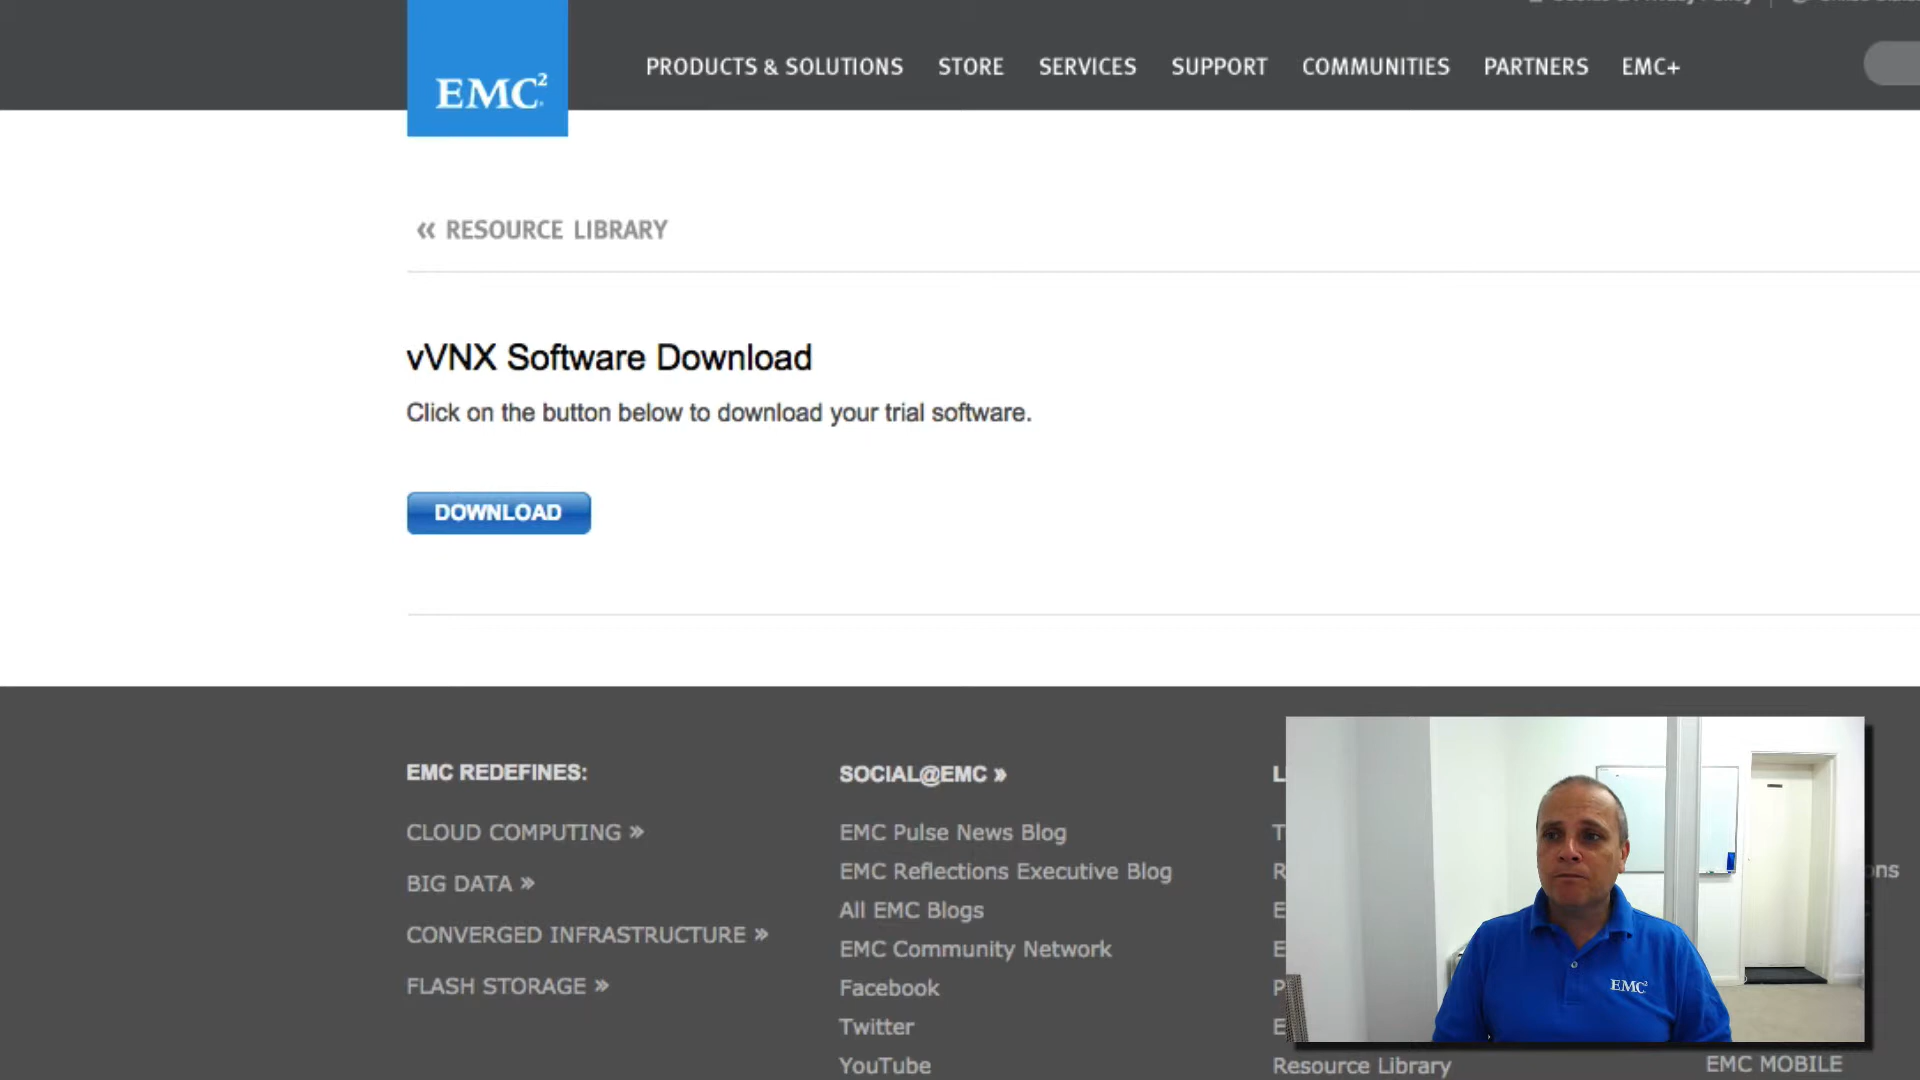 PRODUCTS & SOLUTIONS STORE SERVICES SUPPORT COMMUNITIES PARTNERS EMC+
EMC²
« RESOURCE LIBRARY
vVNX Software Download
Click on the button below to download your trial software.
DOWNLOAD
EMC REDEFINES:
CLOUD COMPUTING »
BIG DATA »
CONVERGED INFRASTRUCTURE »
FLASH STORAGE »
SOCIAL@EMC »
EMC Pulse News Blog
EMC Reflections Executive Blog
All EMC Blogs
EMC Community Network
Facebook
Twitter
YouTube
Resource Library
EMC MOBILE
EMC²